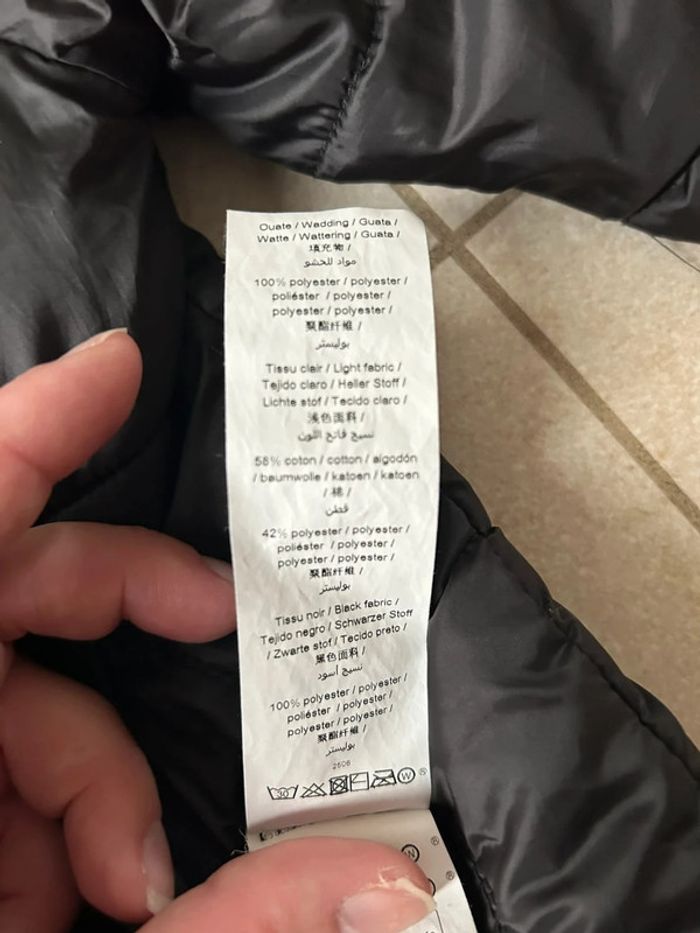 Ouate / Wadding / Guata /
Watte / Wattering / Guata /
填充物 /
مواد للحشو
100% polyester / polyester /
poliéster / polyester /
polyester / polyester /
聚酯纤维 /
بوليستر
Tissu clair / Light fabric /
Tejido claro / Heller Stoff /
Lichte stof / Tecido claro /
浅色面料 /
نسيج فاتح اللون
58% coton / cotton / algodón
/ baumwolle / katoen / katoen
/ 棉 /
قطن
42% polyester / polyester /
poliéster / polyester /
polyester / polyester /
聚酯纤维 /
بوليستر
Tissu noir / Black fabric /
Tejido negro / Schwarzer Stoff
/ Zwarte stof / Tecido preto /
黑色面料 /
نسيج أسود
100% polyester / polyester /
poliéster / polyester /
polyester / polyester /
聚酯纤维 /
بوليستر
2606
30 W ®
W ®
®